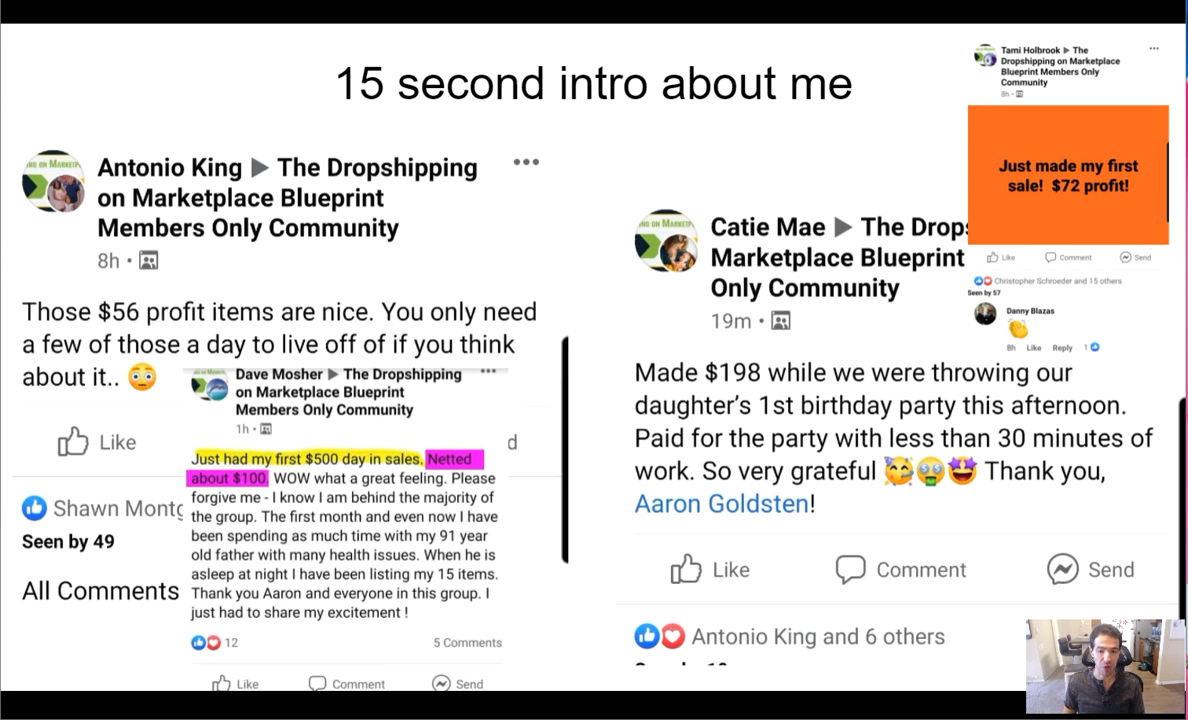 15 second intro about me
Antonio King ▶ The Dropshipping
on Marketplace Blueprint
Members Only Community
8h
Those $56 profit items are nice. You only need
a few of those a day to live off of if you think
about it..
Like
d
Shawn Montg
Seen by 49
All Comments
Dave Mosher ▶ The Dropshipping
on Marketplace Blueprint
Members Only Community
1h
Just had my first $500 day in sales. Netted
about $100. WOW what a great feeling. Please
forgive me - I know I am behind the majority of
the group. The first month and even now I have
been spending as much time with my 91 year
old father with many health issues. When he is
asleep at night I have been listing my 15 items.
Thank you Aaron and everyone in this group. I
just had to share my excitement !
12
5 Comments
Like
Comment
Send
Catie Mae ▶ The Drop
Marketplace Blueprint
Only Community
19m
Made $198 while we were throwing our
daughter's 1st birthday party this afternoon.
Paid for the party with less than 30 minutes of
work. So very grateful Thank you,
Aaron Goldsten!
Like
Comment
Send
Antonio King and 6 others
Tami Holbrook ▶ The
Dropshipping on Marketplace
Blueprint Members Only
Community
8h
Just made my first
sale! $72 profit!
Like
Comment
Send
Christopher Schroeder and 15 others
Seen by 57
Danny Blazas
8h Like Reply 1